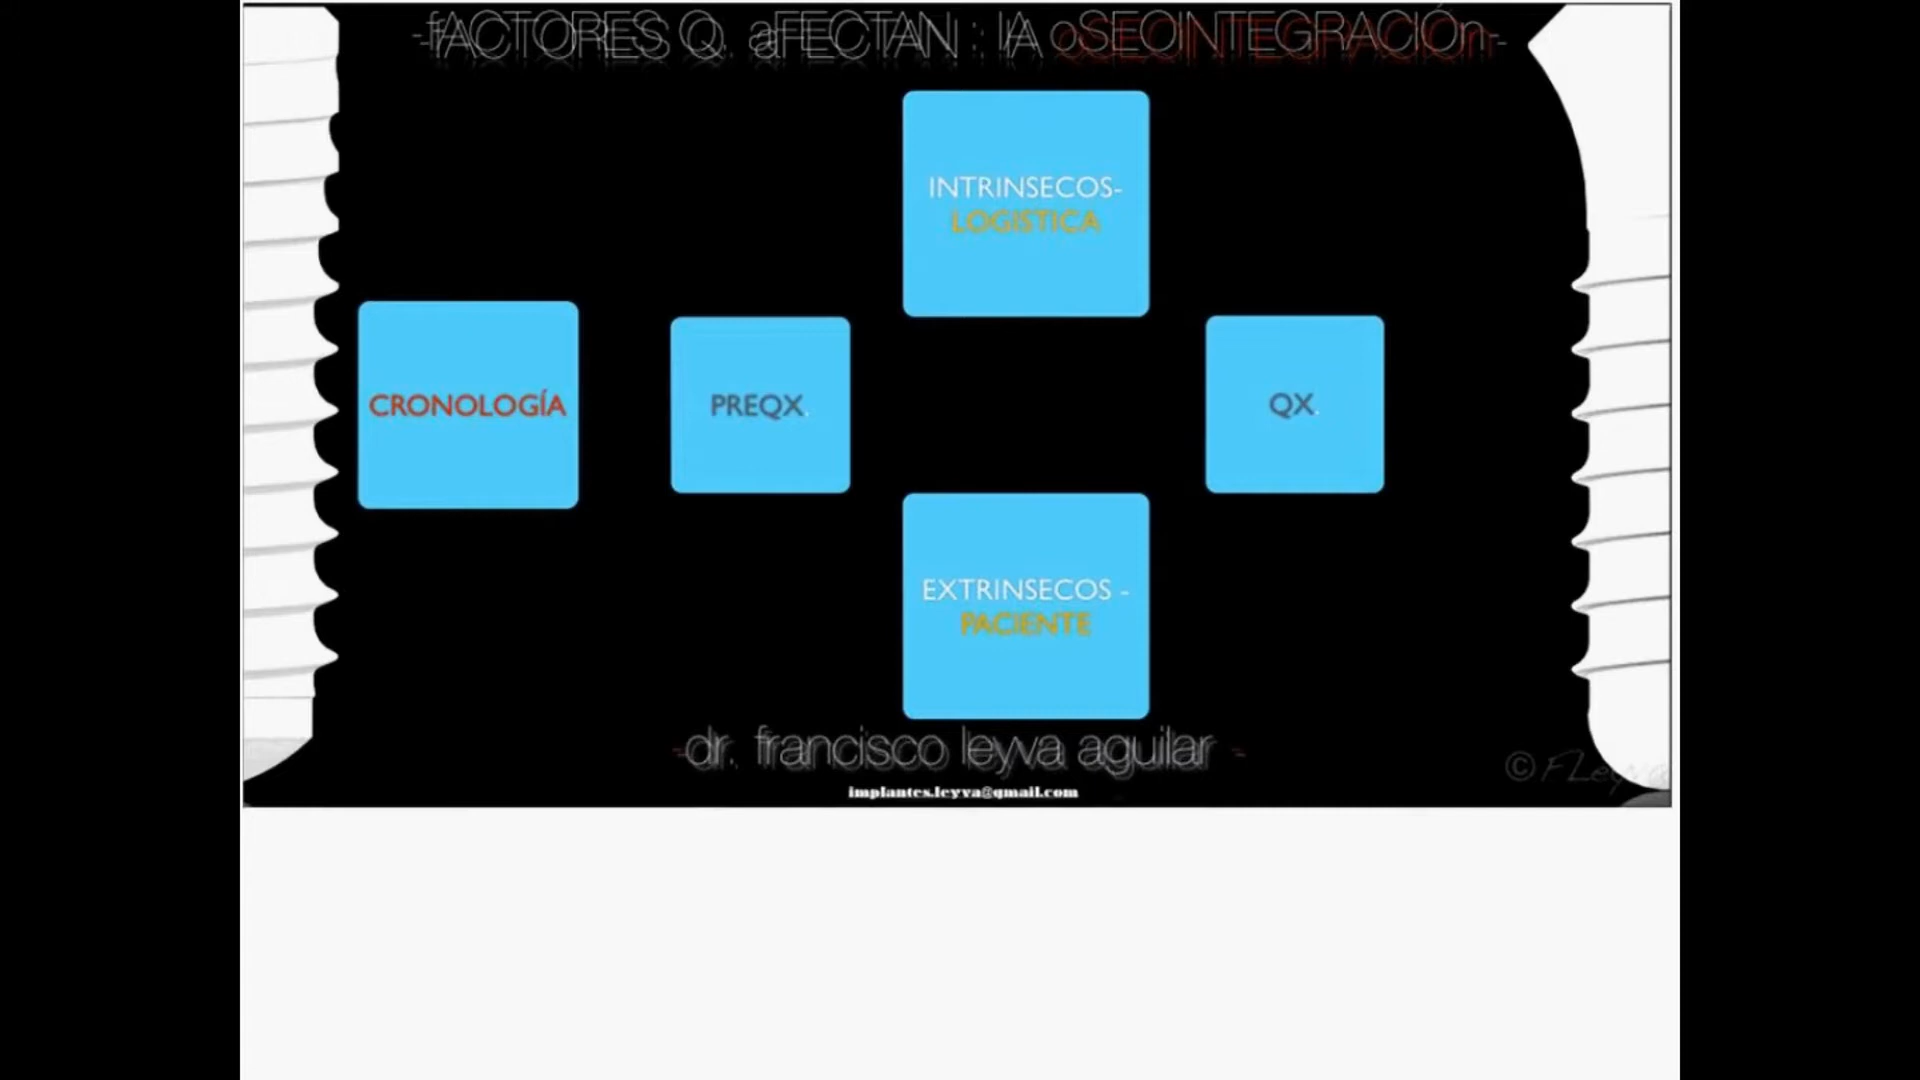 -fACTORES Q. aFECTAN : lA oSEOINTEGRACIÓn-
INTRINSECOS-
LOGISTICA
CRONOLOGÍA
PREQX.
QX.
EXTRINSECOS -
PACIENTE
-dr. francisco leyva aguilar -
implantes.leyva@gmail.com
© FLeyva